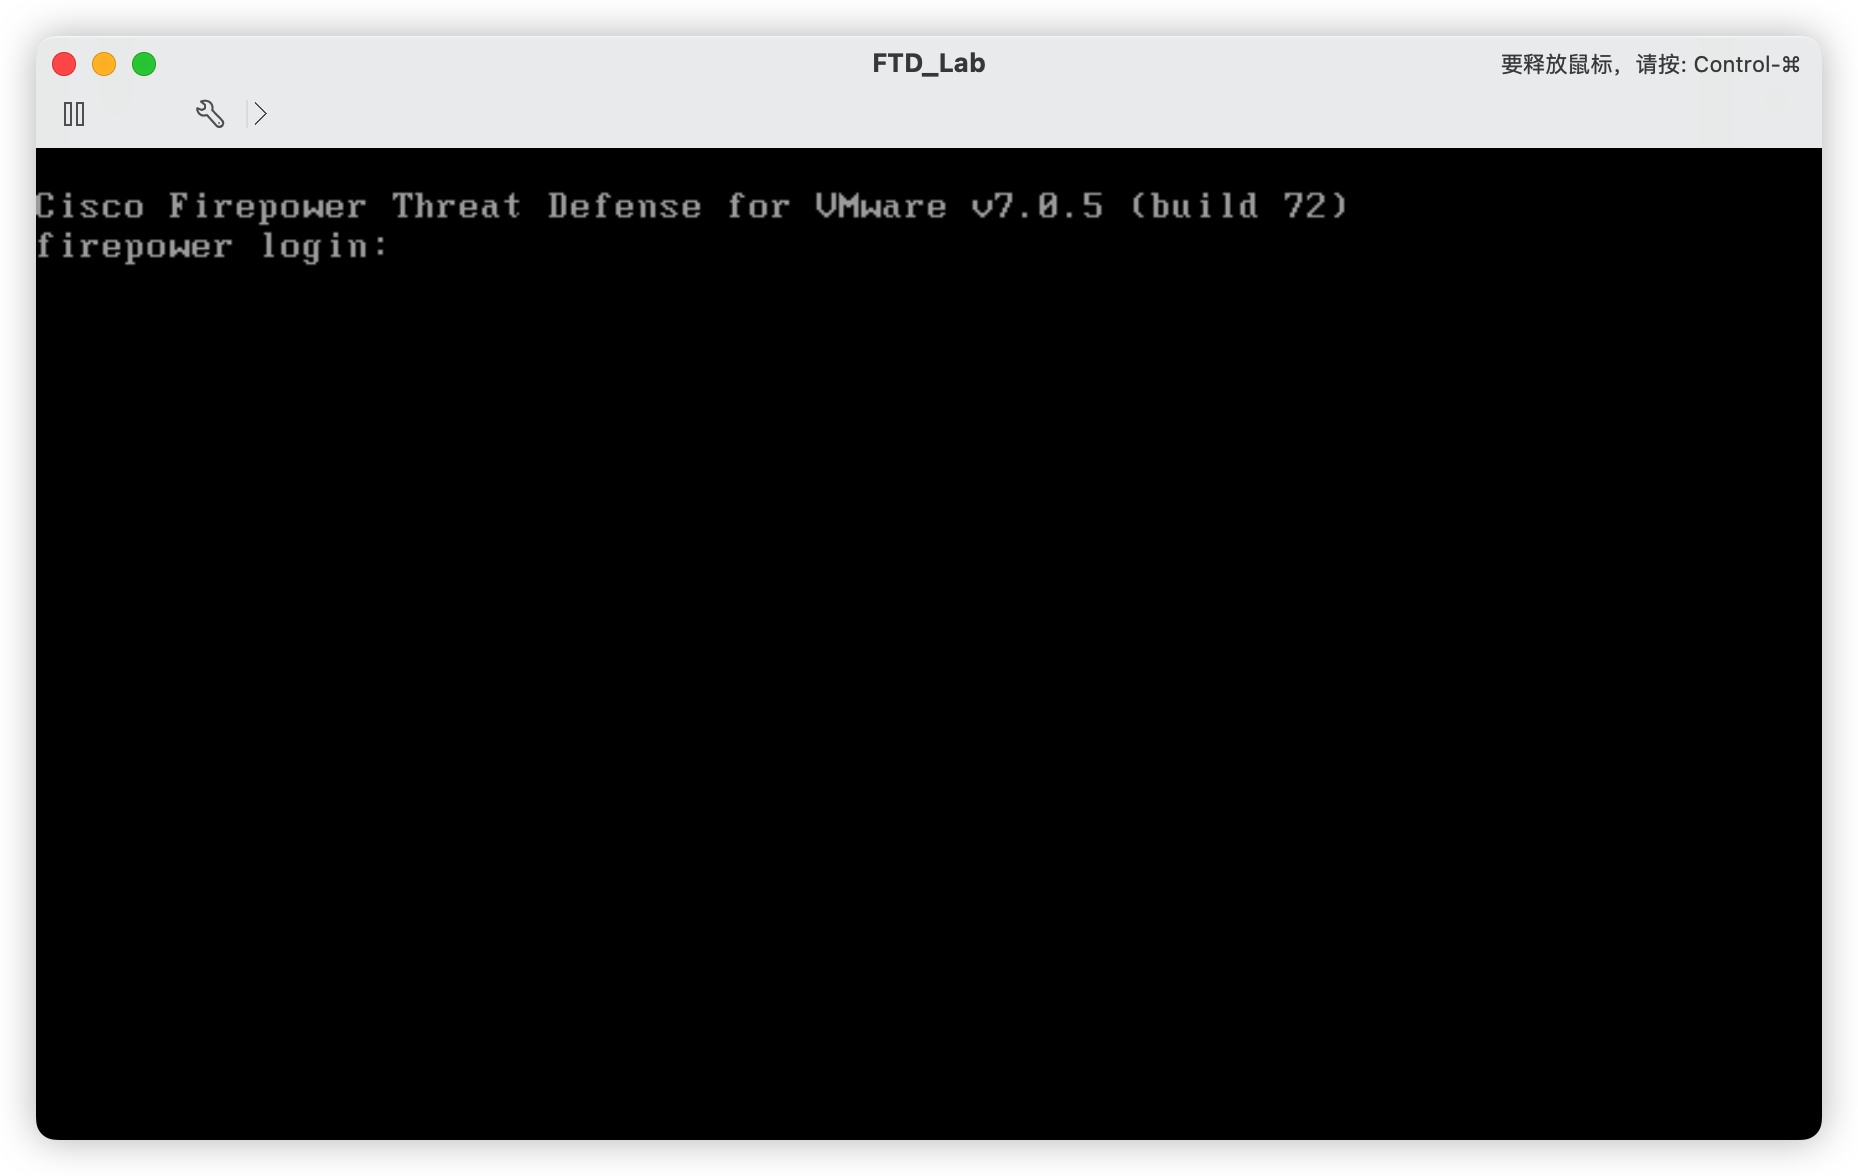 FTD_Lab
要释放鼠标，请按: Control-⌘
Cisco Firepower Threat Defense for VMware v7.0.5 (build 72)
firepower login: